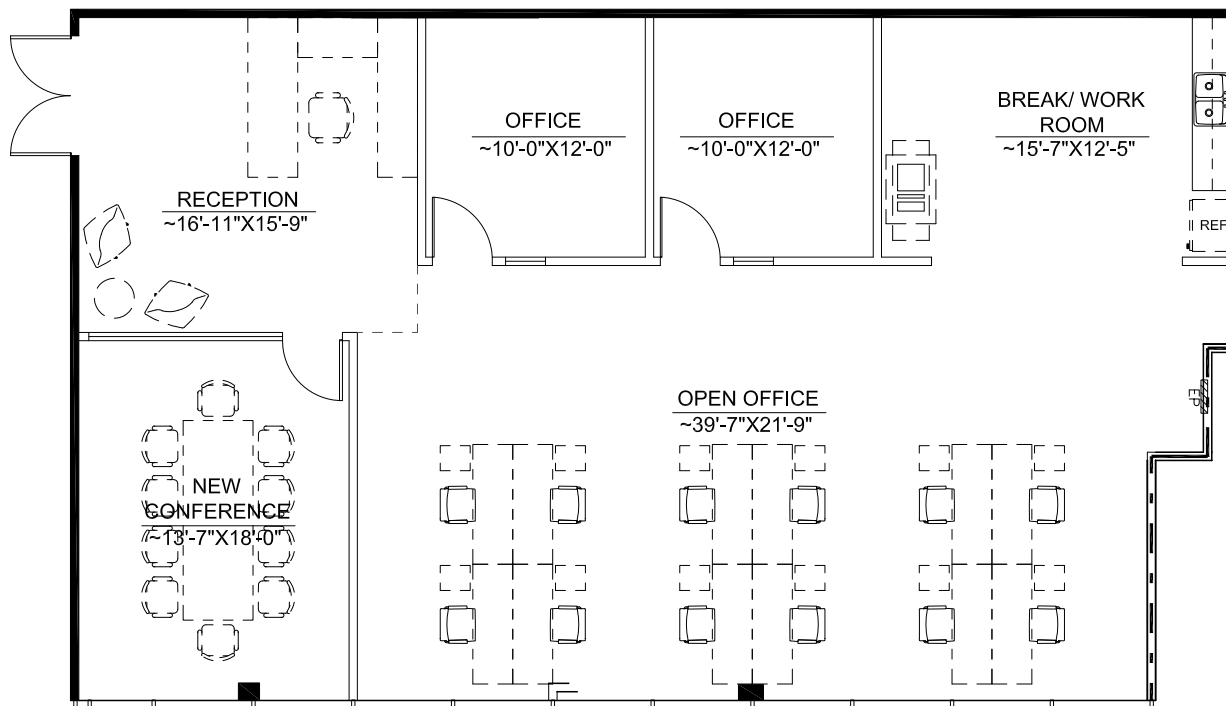 OFFICE
~10'-0"X12'-0"
OFFICE
~10'-0"X12'-0"
BREAK/ WORK
ROOM
~15'-7"X12'-5"
RECEPTION
~16'-11"X15'-9"
REF
EP
OPEN OFFICE
~39'-7"X21'-9"
NEW
CONFERENCE
~13'-7"X18'-0"